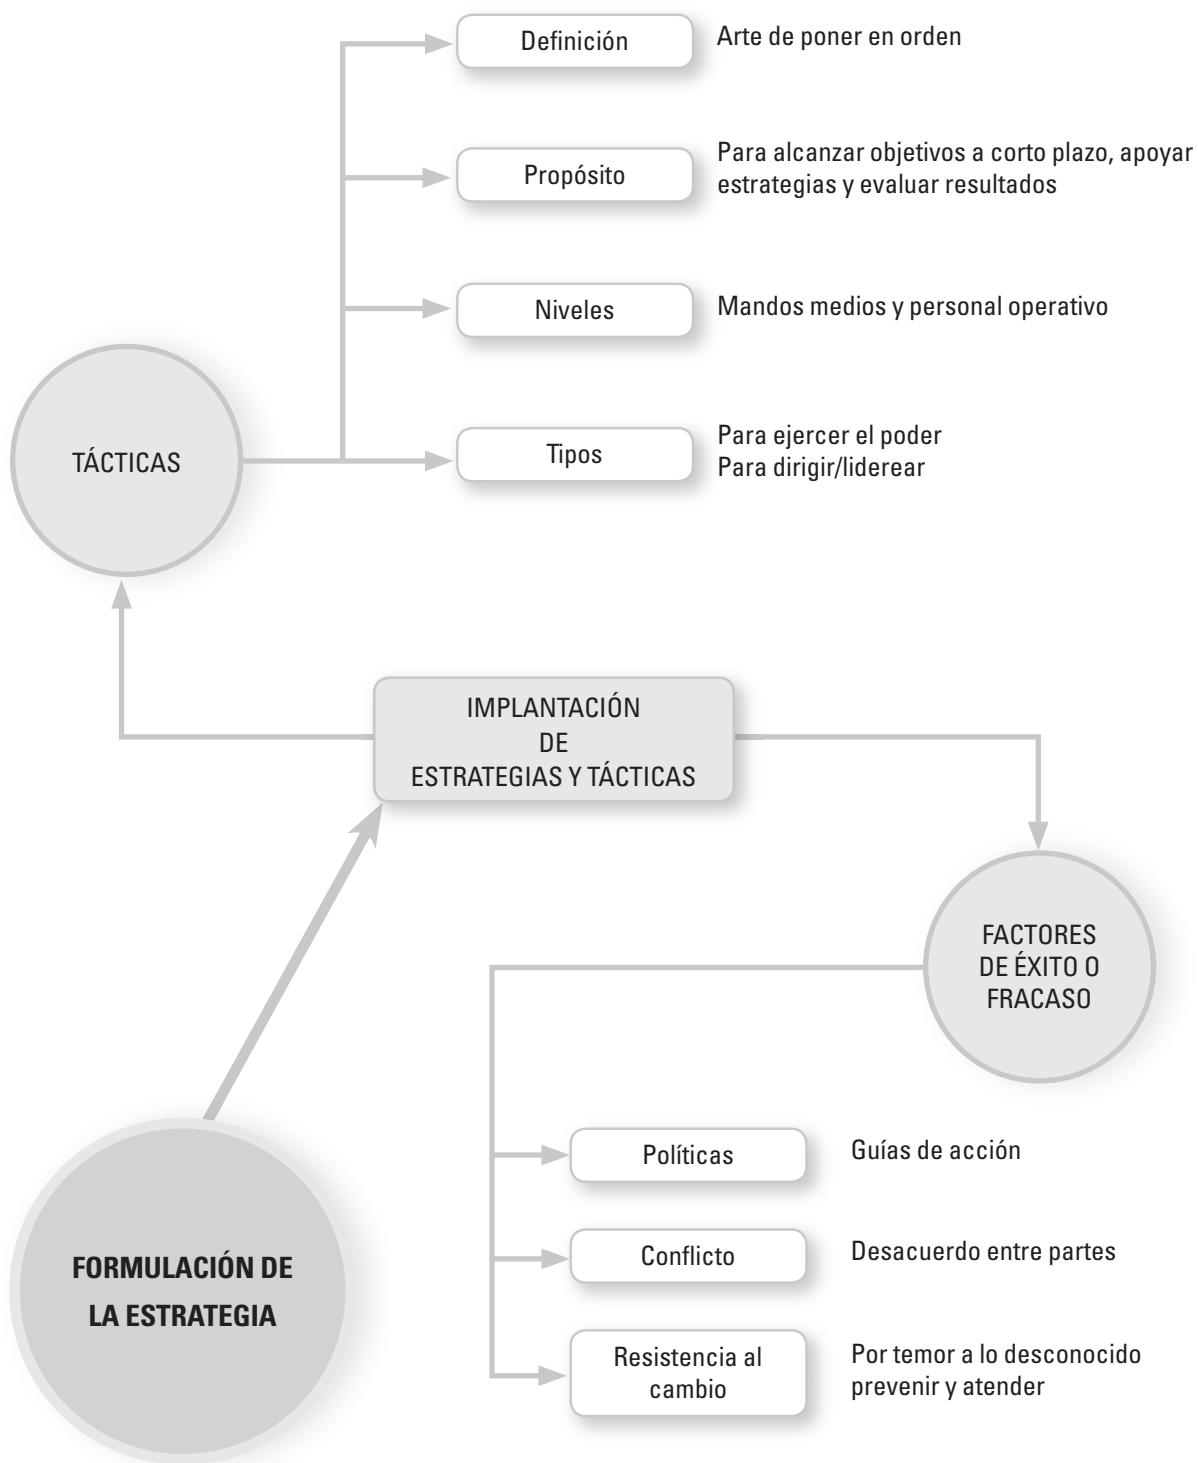 Definición
Arte de poner en orden
Propósito
Para alcanzar objetivos a corto plazo, apoyar
estrategias y evaluar resultados
Niveles
Mandos medios y personal operativo
TÁCTICAS
Tipos
Para ejercer el poder
Para dirigir/liderear
IMPLANTACIÓN
DE
ESTRATEGIAS Y TÁCTICAS
FACTORES
DE ÉXITO O
FRACASO
Políticas
Guías de acción
Conflicto
Desacuerdo entre partes
Resistencia al
cambio
Por temor a lo desconocido
prevenir y atender
FORMULACIÓN DE
LA ESTRATEGIA